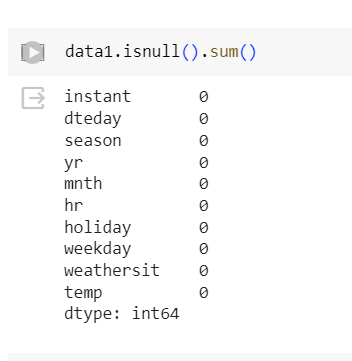 data1.isnull().sum()
instant 0
dteday 0
season 0
yr 0
mnth 0
hr 0
holiday 0
weekday 0
weathersit 0
temp 0
dtype: int64